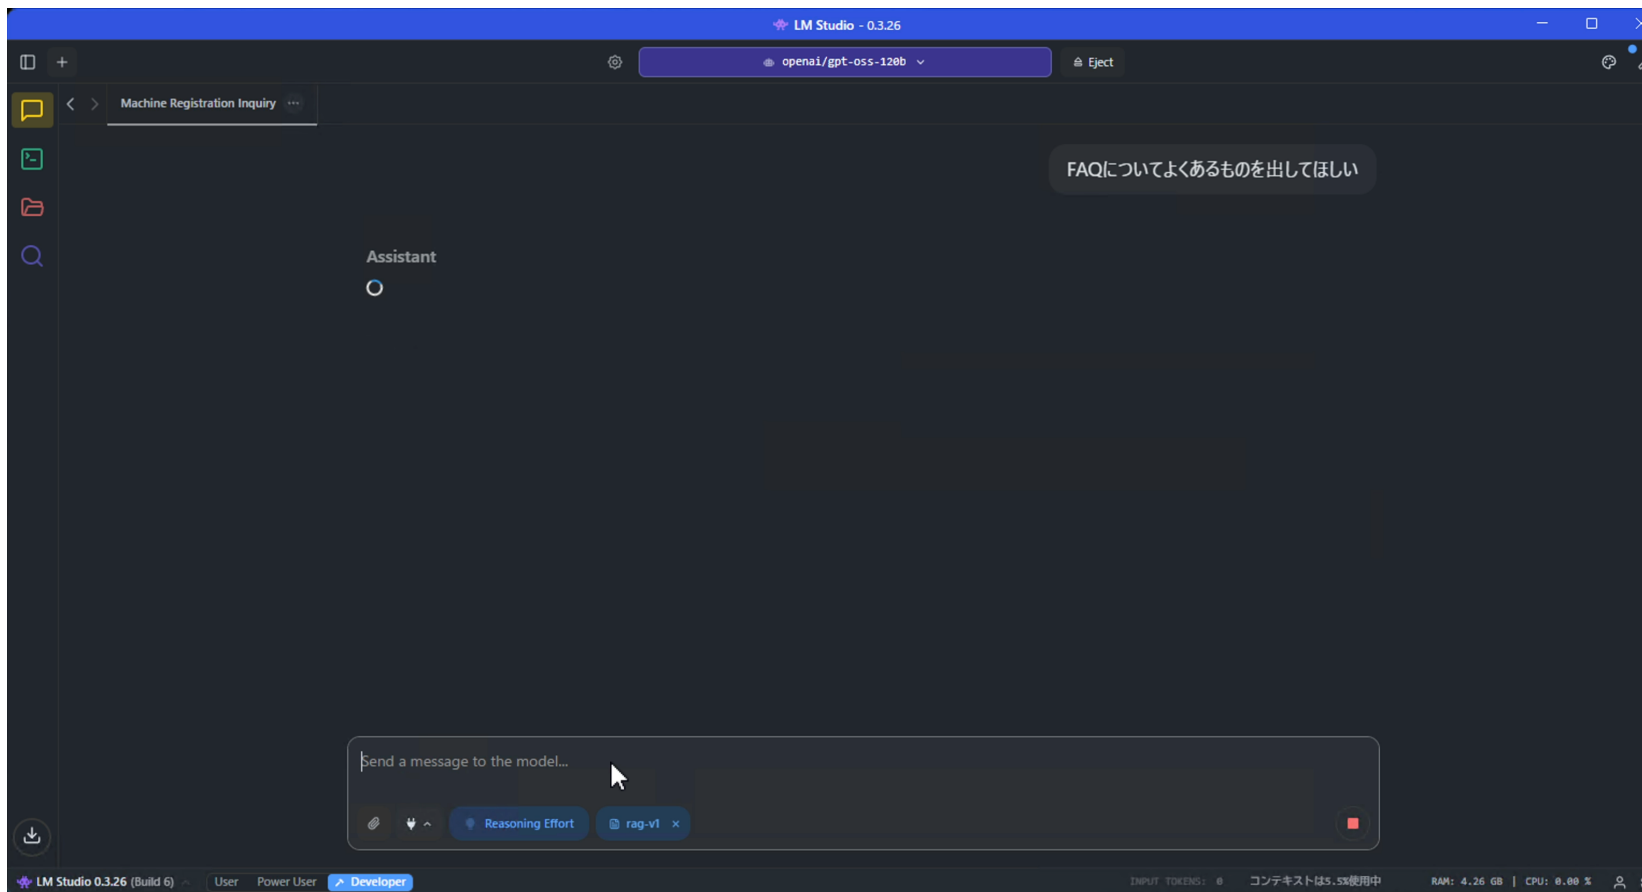 LM Studio - 0.3.26
openai/gpt-oss-120b
Eject
Machine Registration Inquiry
FAQについてよくあるものを出してほしい
Assistant
Send a message to the model...
Reasoning Effort
rag-v1
LM Studio 0.3.26 (Build 6)
User
Power User
Developer
INPUT TOKENS: 0
コンテキストは5.5%使用中
RAM: 4.26 GB | CPU: 0.00 %